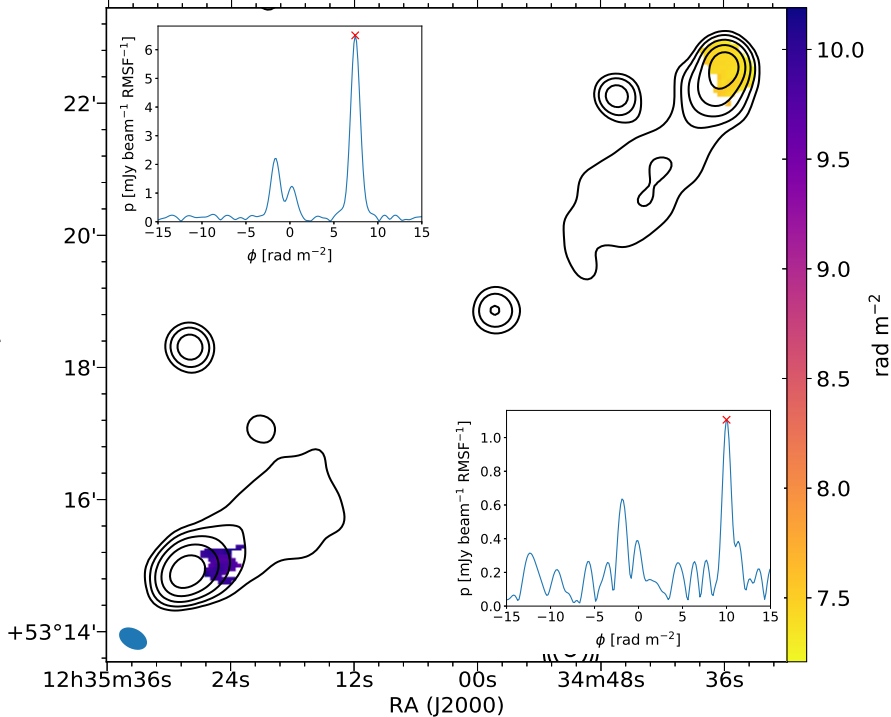 p [mJy beam⁻¹ RMSF⁻¹]
6
5
4
3
2
1
0
−15 −10 −5 0 5 10 15
ϕ [rad m⁻²]
p [mJy beam⁻¹ RMSF⁻¹]
1.0
0.8
0.6
0.4
0.2
0.0
−15 −10 −5 0 5 10 15
ϕ [rad m⁻²]
22'
20'
18'
16'
+53°14'
12h35m36s 24s 12s 00s 34m48s 36s
RA (J2000)
10.0
9.5
9.0
8.5
8.0
7.5
rad m⁻²